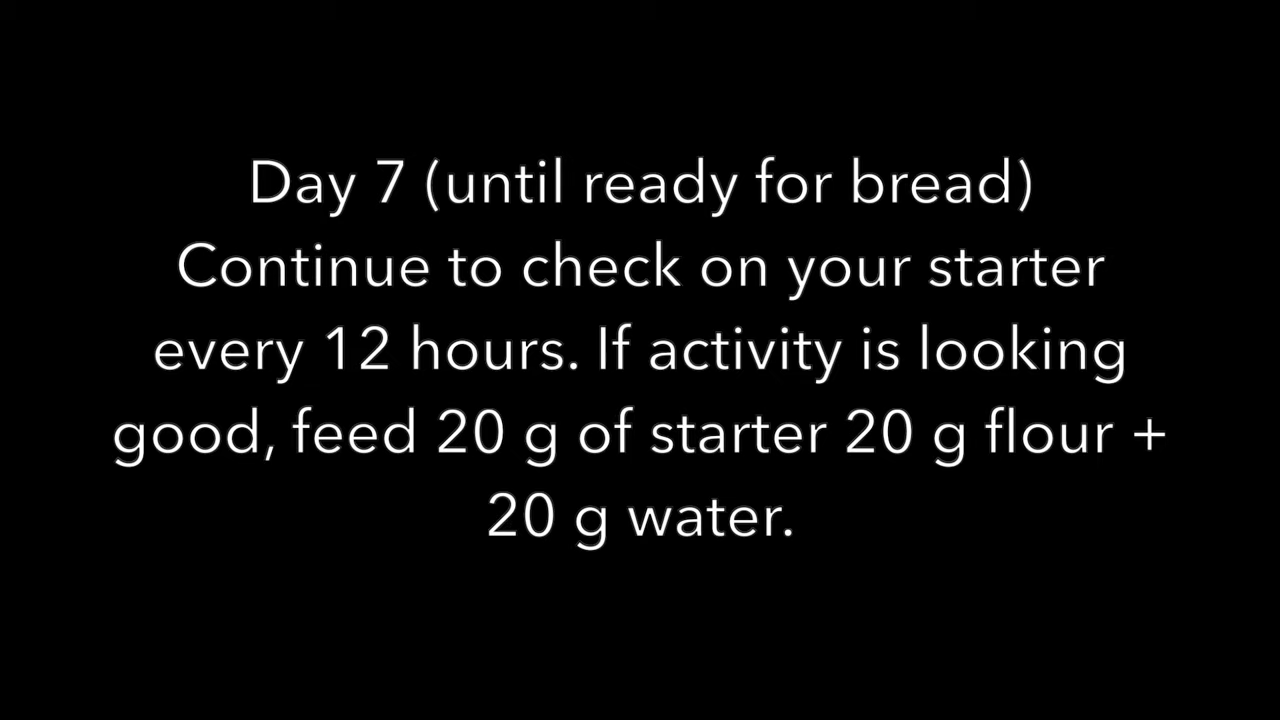 Day 7 (until ready for bread)
Continue to check on your starter
every 12 hours. If activity is looking
good, feed 20 g of starter 20 g flour +
20 g water.